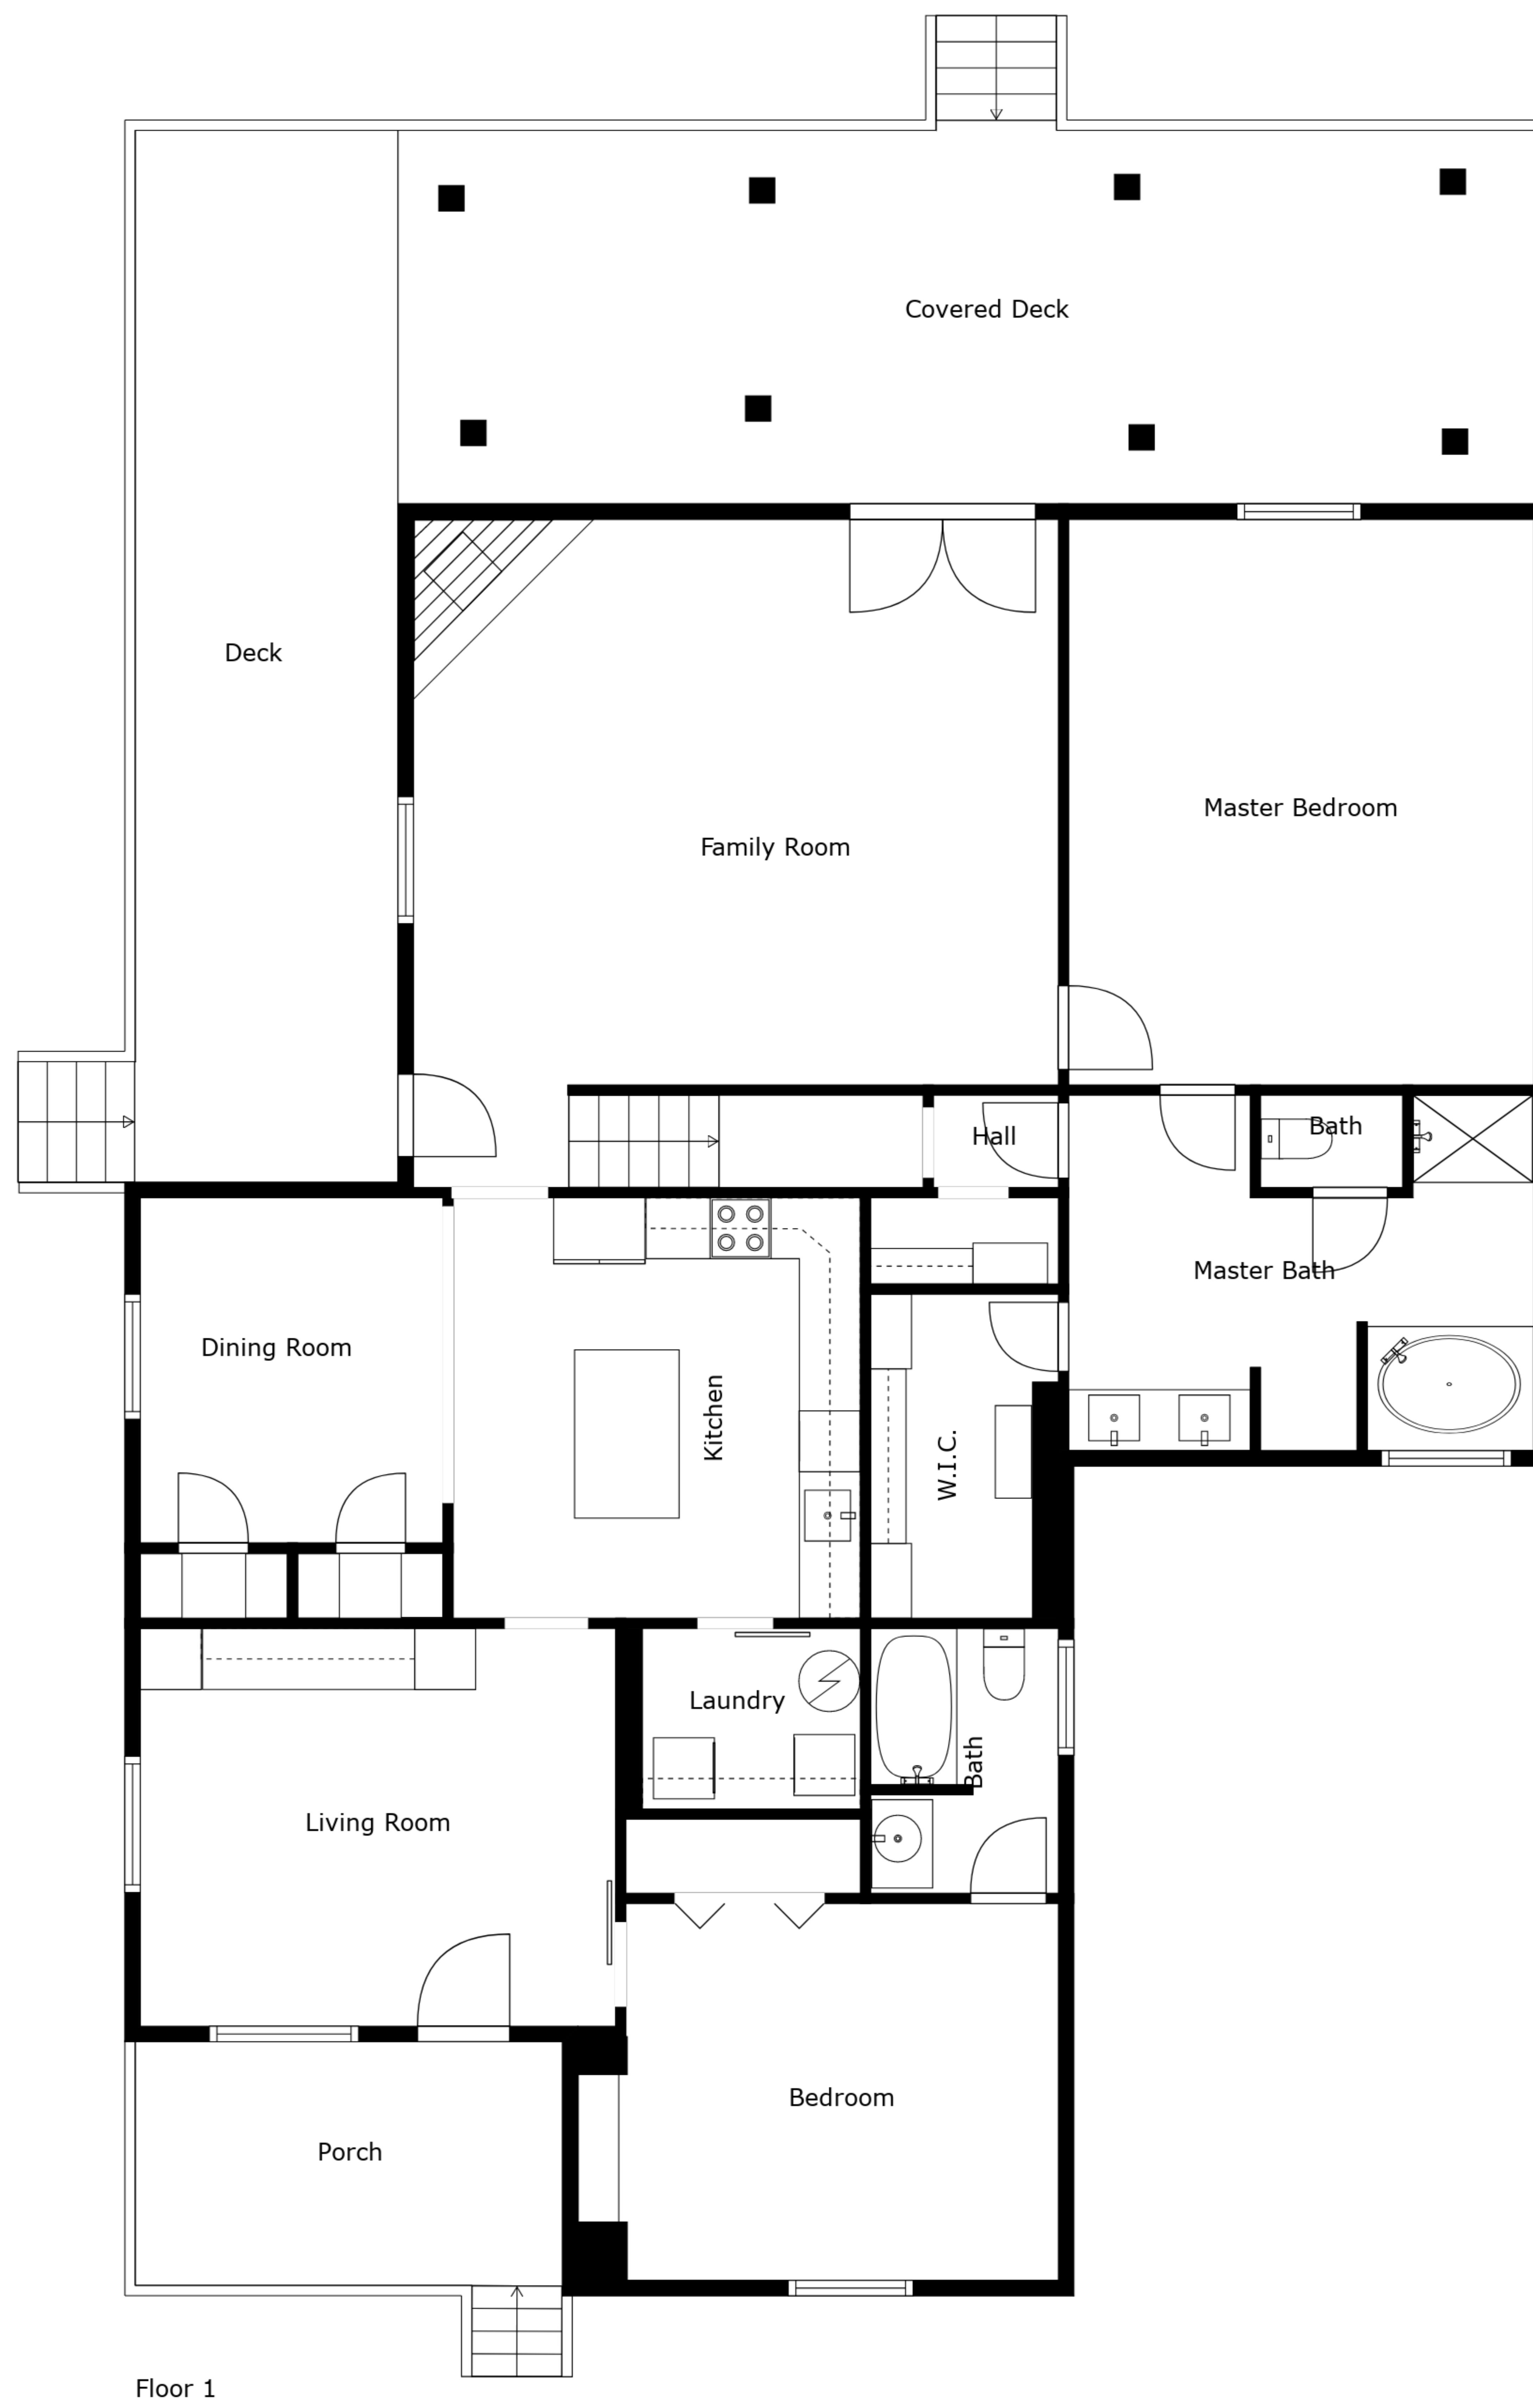 Covered Deck
Deck
Master Bedroom
Family Room
Hall
Bath
Master Bath
Dining Room
Kitchen
W.I.C.
Laundry
Bath
Living Room
Bedroom
Porch
Floor 1